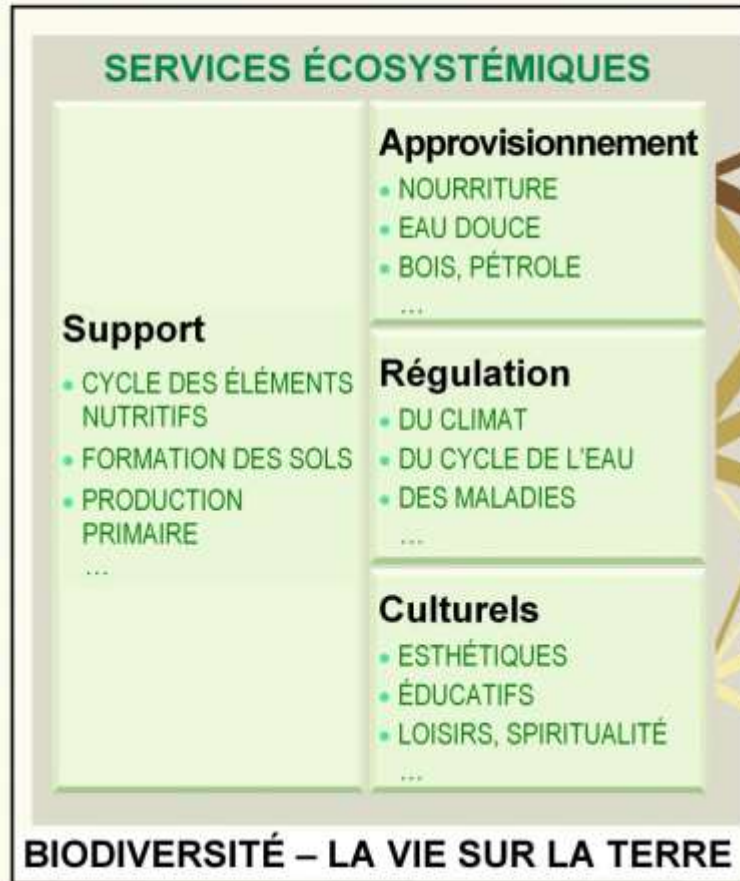 SERVICES ÉCOSYSTÉMIQUES
Support
• CYCLE DES ÉLÉMENTS
NUTRITIFS
• FORMATION DES SOLS
• PRODUCTION
PRIMAIRE
…
Approvisionnement
• NOURRITURE
• EAU DOUCE
• BOIS, PÉTROLE
…
Régulation
• DU CLIMAT
• DU CYCLE DE L’EAU
• DES MALADIES
…
Culturels
• ESTHÉTIQUES
• ÉDUCATIFS
• LOISIRS, SPIRITUALITÉ
…
BIODIVERSITÉ – LA VIE SUR LA TERRE